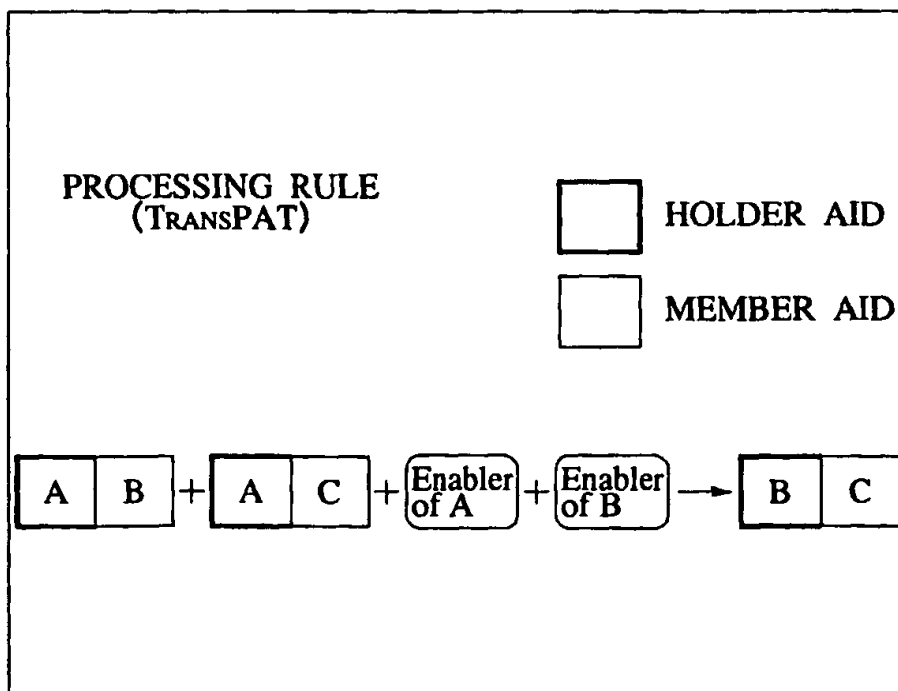 PROCESSING RULE
(TRANSPAT)
HOLDER AID
MEMBER AID
A B + A C + Enabler of A + Enabler of B → B C